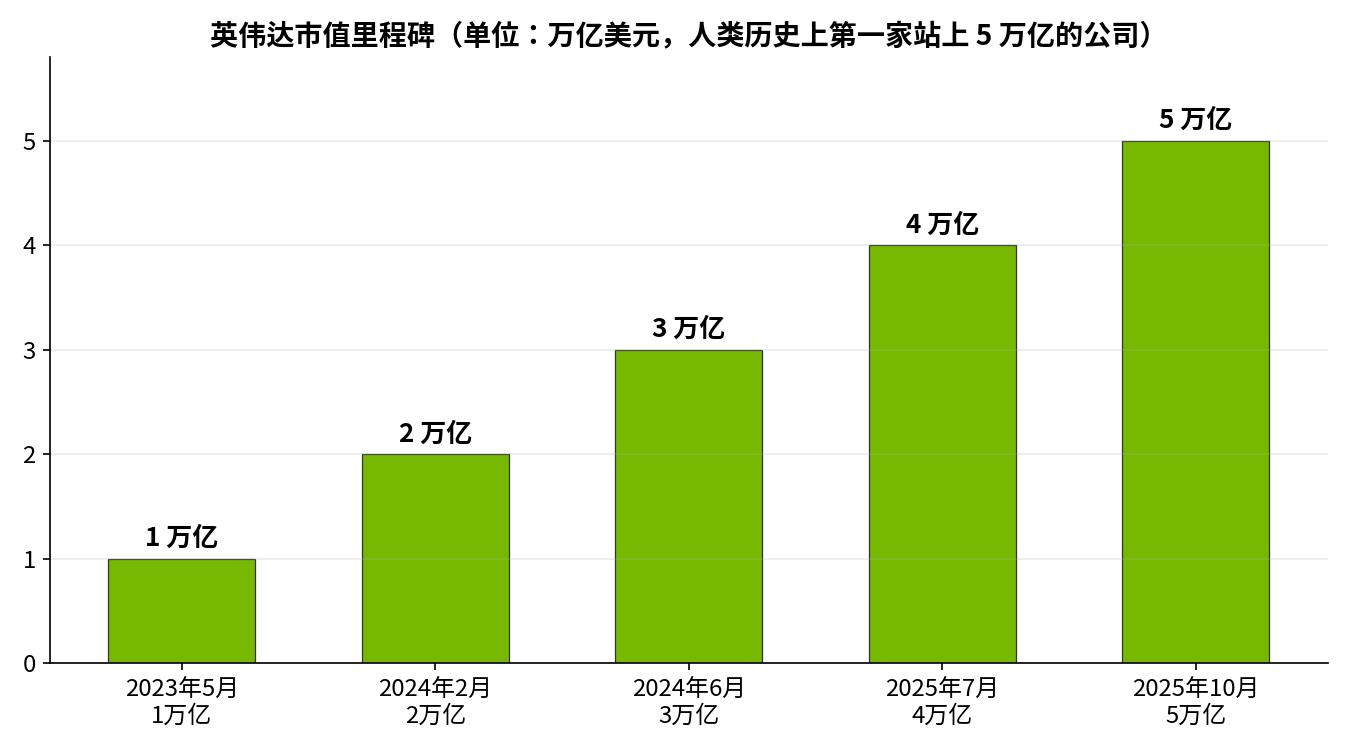 英伟达市值里程碑（单位：万亿美元，人类历史上第一家站上 5 万亿的公司）
5 万亿
5
4 万亿
4
3 万亿
3
2 万亿
2
1 万亿
1
0
2023年5月 2024年2月 2024年6月 2025年7月 2025年10月
1万亿 2万亿 3万亿 4万亿 5万亿